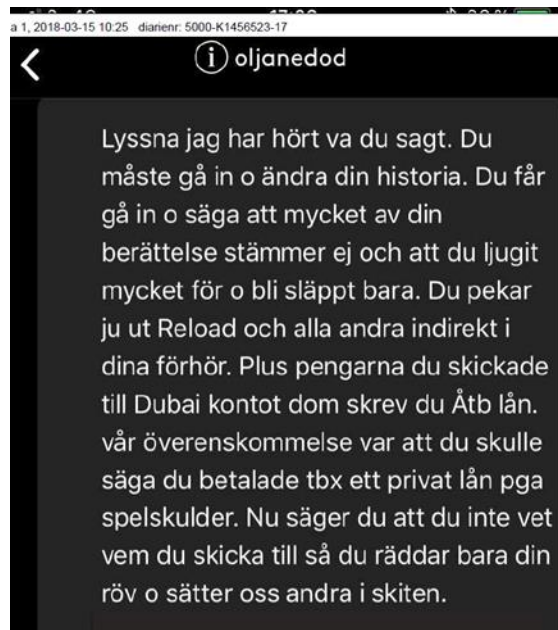 a 1, 2018-03-15 10:25 diarienr: 5000-K1456523-17
oljanedod
Lyssna jag har hört va du sagt. Du
måste gå in o ändra din historia. Du får
gå in o säga att mycket av din
berättelse stämmer ej och att du ljugit
mycket för o bli släppt bara. Du pekar
ju ut Reload och alla andra indirekt i
dina förhör. Plus pengarna du skickade
till Dubai kontot dom skrev du Åtb lån.
vår överenskommelse var att du skulle
säga du betalade tbx ett privat lån pga
spelskulder. Nu säger du att du inte vet
vem du skicka till så du räddar bara din
röv o sätter oss andra i skiten.